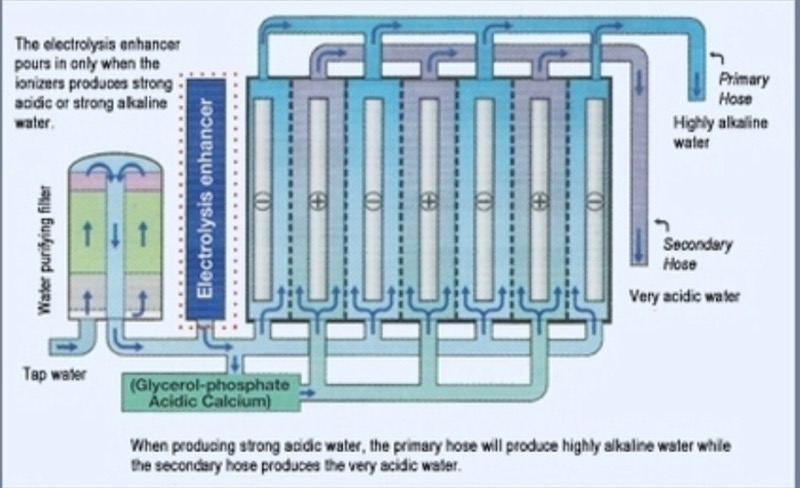 The electrolysis enhancer
pours in only when the
ionizers produces strong
acidic or strong alkaline
water.
Primary
Hose
Highly alkaline
water
Electrolysis enhancer
Water purifying filter
Secondary
Hose
Very acidic water
Tap water
(Glycerol-phosphate
Acidic Calcium)
When producing strong acidic water, the primary hose will produce highly alkaline water while
the secondary hose produces the very acidic water.